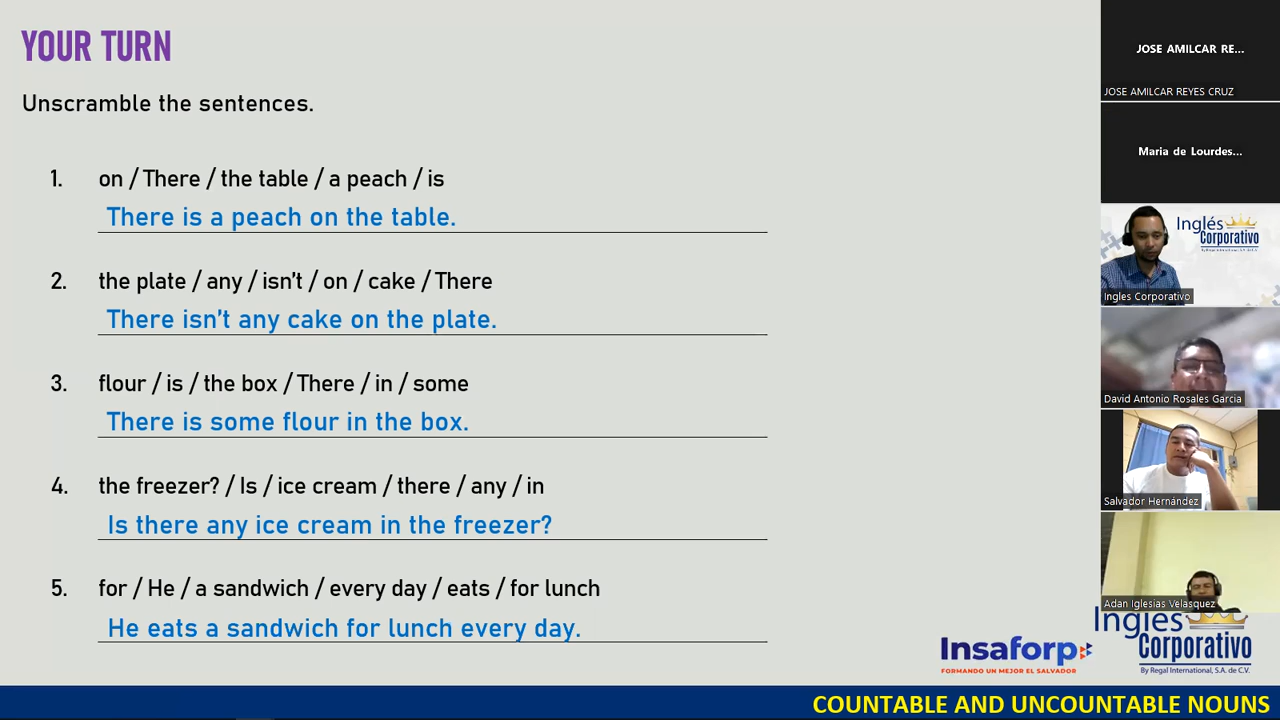 YOUR TURN
Unscramble the sentences.
1. on / There / the table / a peach / is
There is a peach on the table.
2. the plate / any / isn't / on / cake / There
There isn't any cake on the plate.
3. flour / is / the box / There / in / some
There is some flour in the box.
4. the freezer? / Is / ice cream / there / any / in
Is there any ice cream in the freezer?
5. for / He / a sandwich / every day / eats / for lunch
He eats a sandwich for lunch every day.
Insaforp
FORMANDO UN MEJOR EL SALVADOR
Ingles
Corporativo
By Regal International, S.A. de C.V.
COUNTABLE AND UNCOUNTABLE NOUNS
JOSE AMILCAR RE...
JOSE AMILCAR REYES CRUZ
Maria de Lourdes...
Inglés
Corporativo
By Regal International, S.A. de C.V.
Ingles Corporativo
David Antonio Rosales Garcia
Salvador Hernández
Adan Iglesias Velasquez